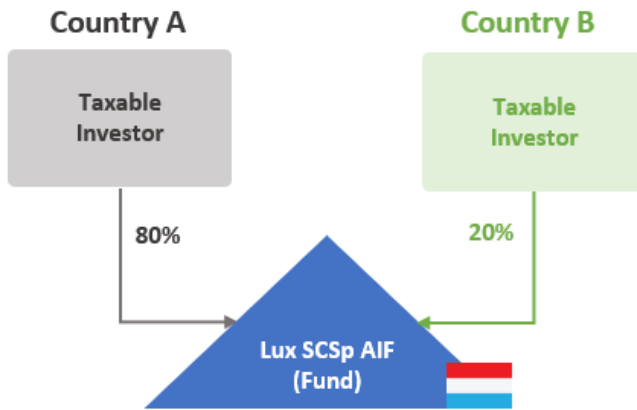 Country A
Country B
Taxable
Investor
Taxable
Investor
80%
20%
Lux SCSp AIF
(Fund)